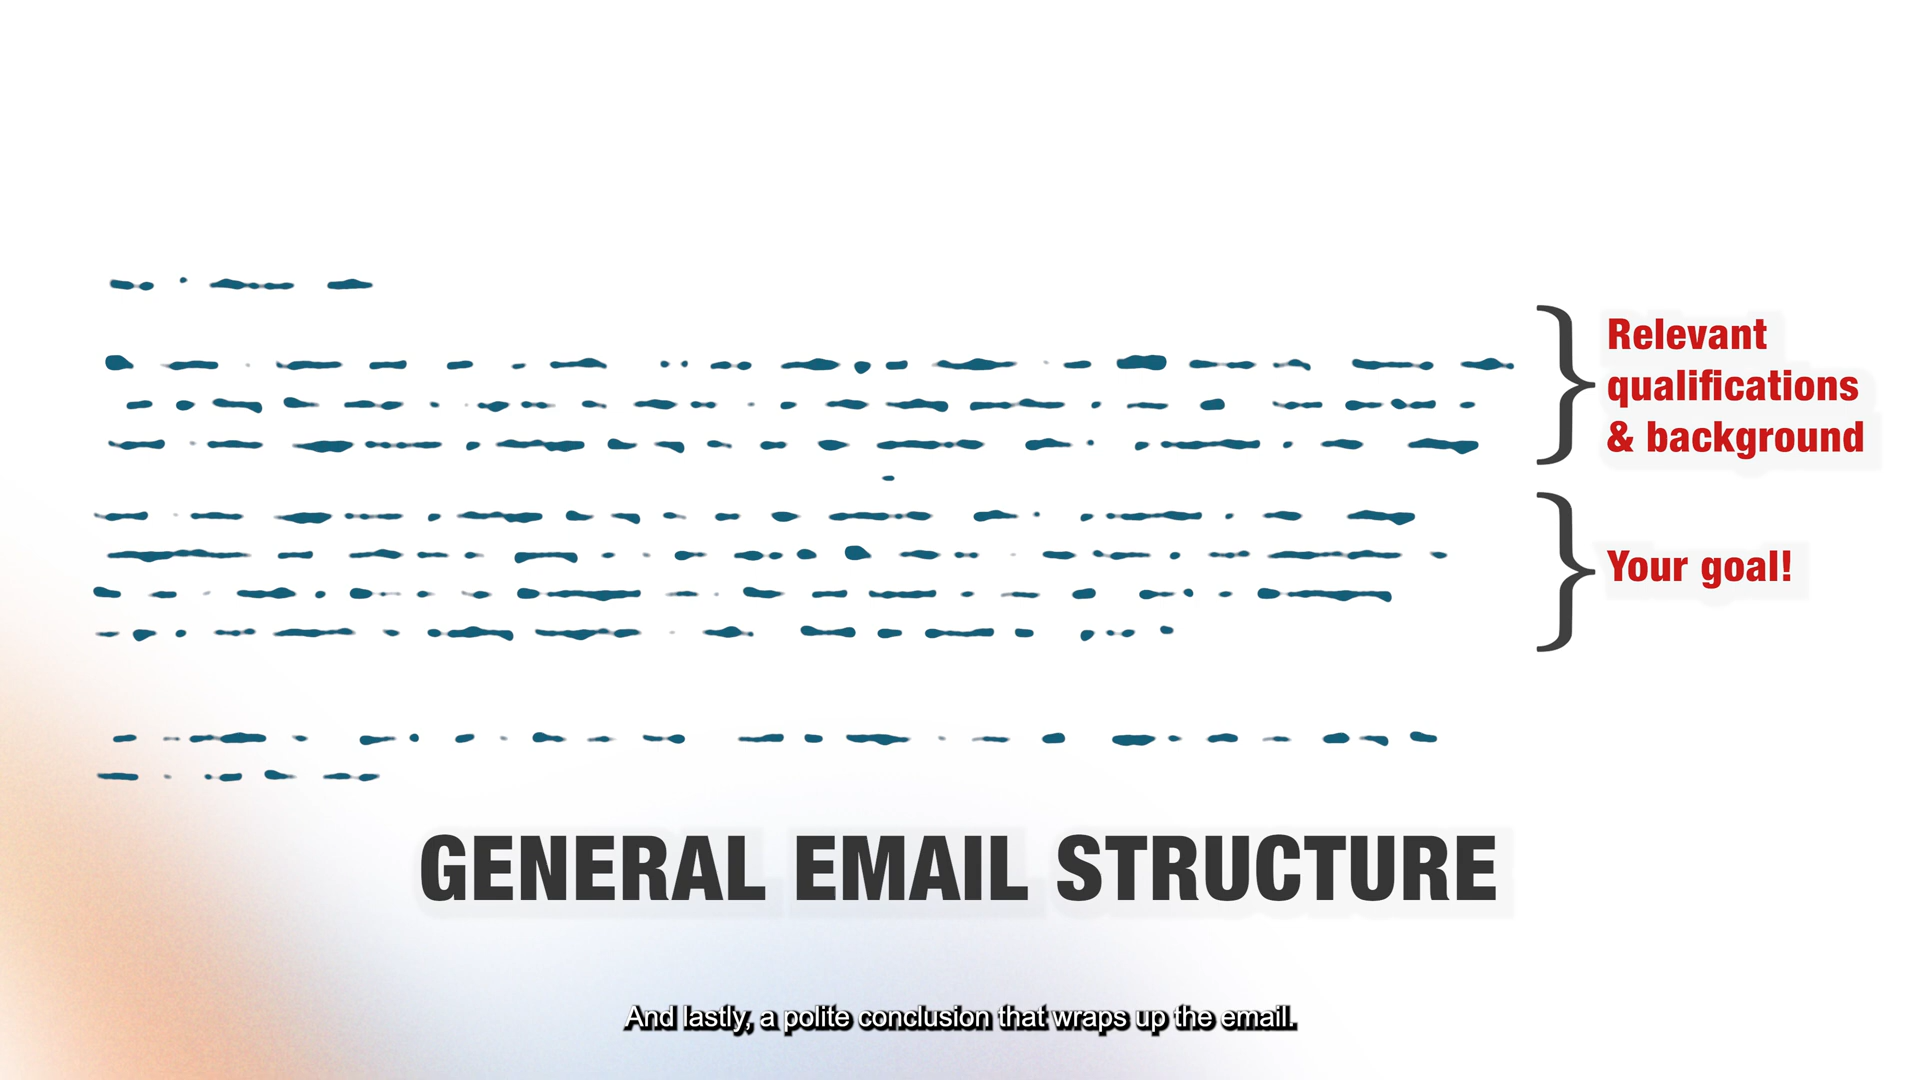 Relevant
qualifications
& background
Your goal!
GENERAL EMAIL STRUCTURE
And lastly, a polite conclusion that wraps up the email.